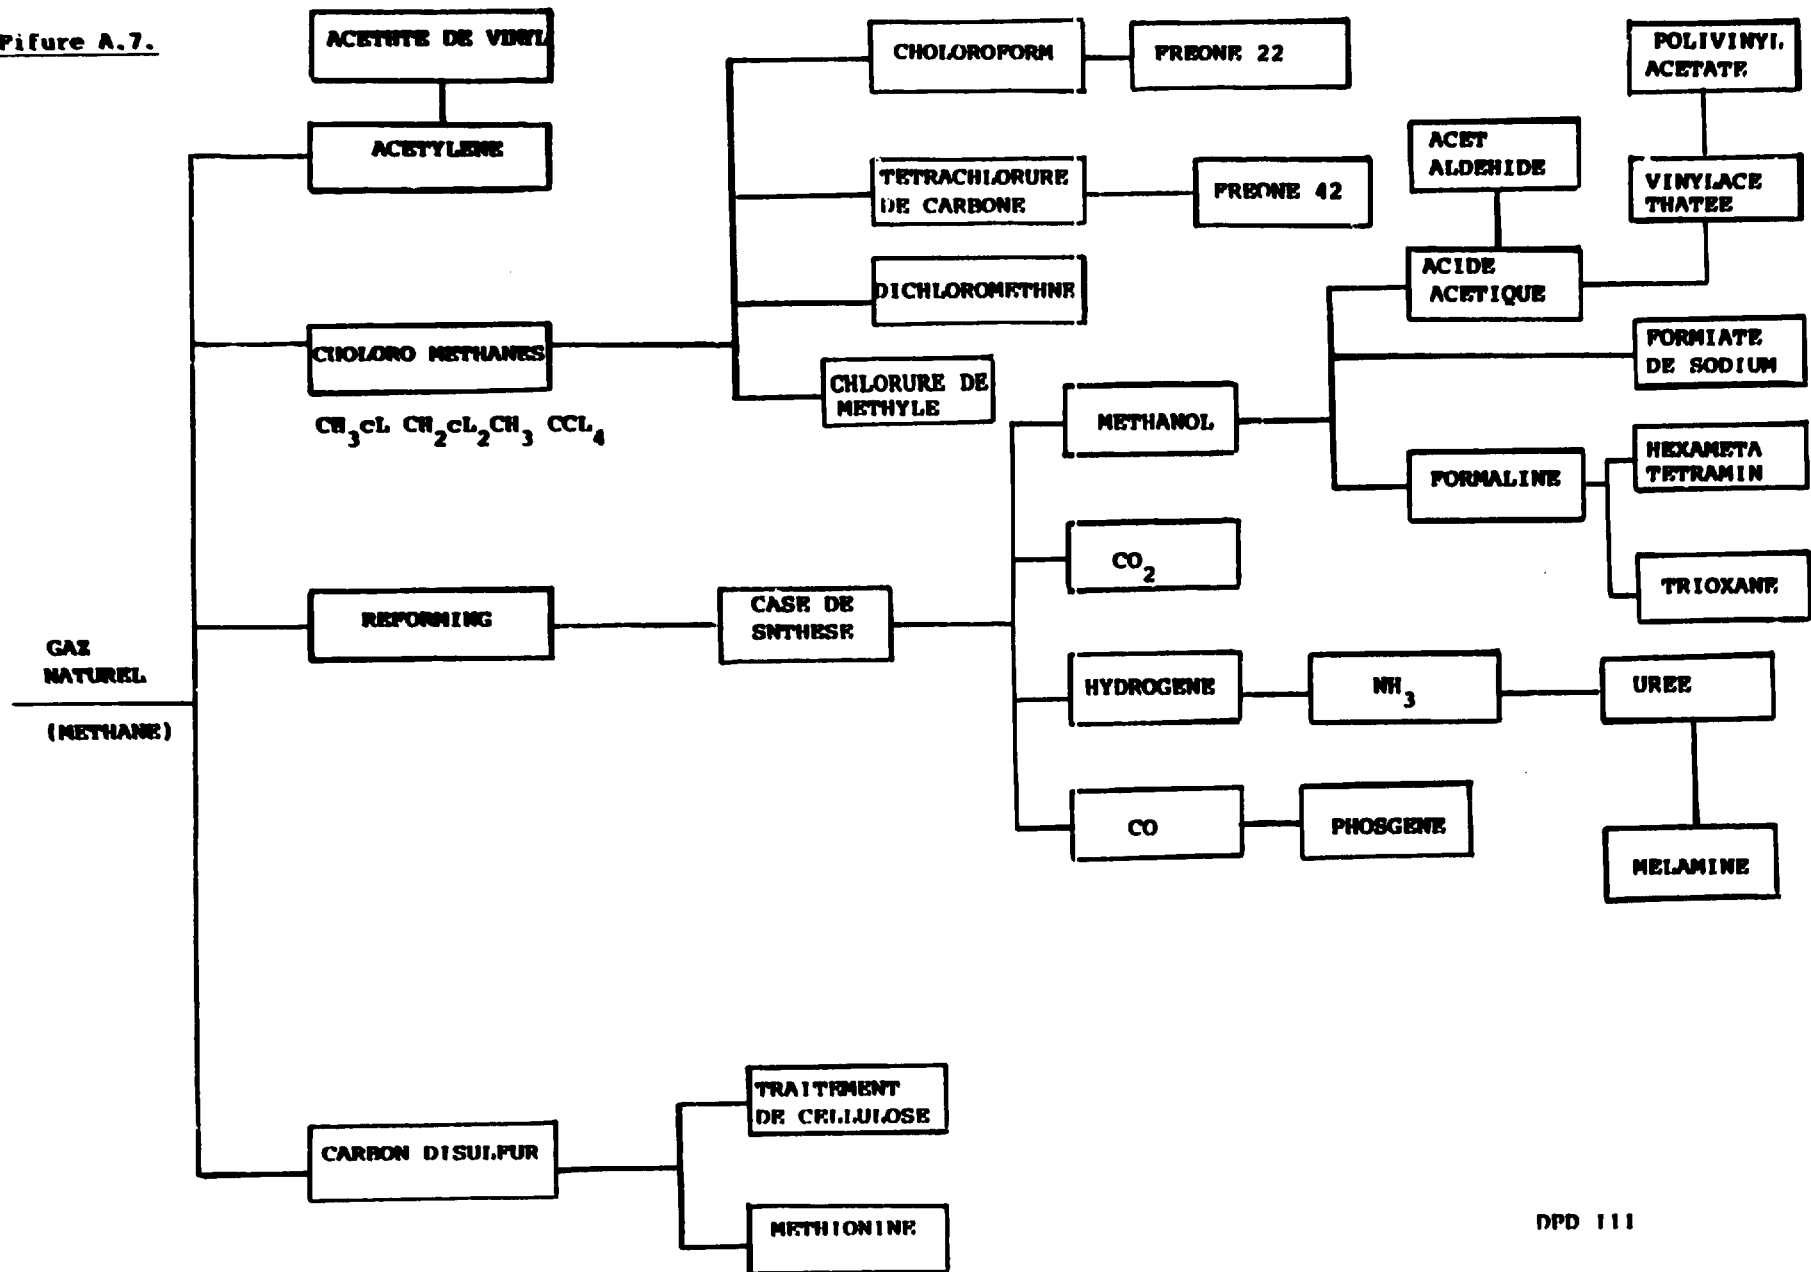 Pifure A.7.
ACETHTE DE VINYL
ACETYLENE
CHOLORO METHANES
CH₃cL CH₂cL₂CH₃ CCL₄
REFORMING
GAZ
NATUREL
(METHANE)
CARBON DISULFUR
CASE DE
SNTHESE
TRAITEMENT
DE CELLULOSE
METHIONINE
CHOLOROFORM
FREONE 22
TETRACHLORURE
DE CARBONE
FREONE 42
DICHLOROMETHNE
CHLORURE DE
METHYLE
METHANOL
CO₂
HYDROGENE
NH₃
UREE
MELAMINE
CO
PHOSGENE
ACET
ALDEHIDE
ACIDE
ACETIQUE
POLIVINYL
ACETATE
VINYLACE
THATEE
FORMIATE
DE SODIUM
FORMALINE
HEXAMETA
TETRAMIN
TRIOXANE
DPD III